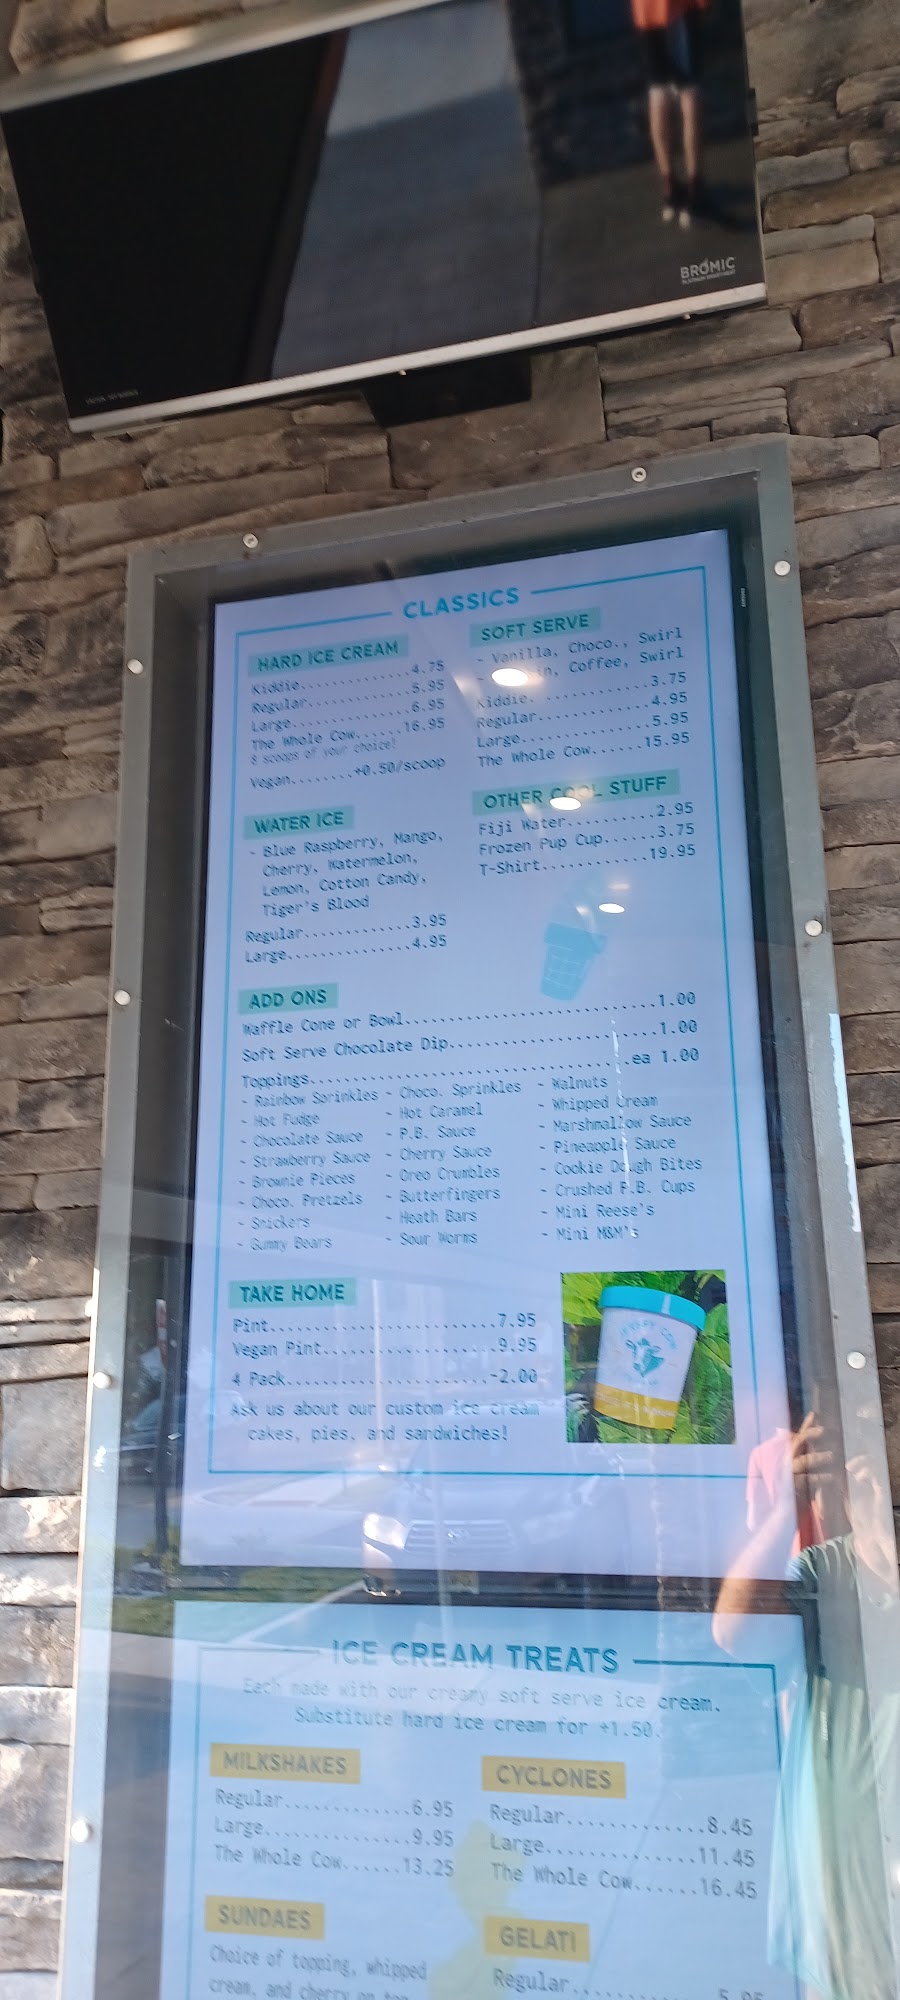 BROMIC
CLASSICS
HARD ICE CREAM
Kiddie.............4.75
Regular............5.95
Large..............6.95
The Whole Cow......16.95
8 scoops of your choice!
Vegan........+0.50/scoop
SOFT SERVE
- Vanilla, Choco., Swirl
Coffee, Swirl
Kiddie.............3.75
Regular............4.95
Large..............5.95
The Whole Cow......15.95
WATER ICE
- Blue Raspberry, Mango,
Cherry, Watermelon,
Lemon, Cotton Candy,
Tiger's Blood
Regular.............3.95
Large...............4.95
OTHER COOL STUFF
Fiji Water..........2.95
Frozen Pup Cup......3.75
T-Shirt............19.95
ADD ONS
Waffle Cone or Bowl............................1.00
Soft Serve Chocolate Dip.......................1.00
Toppings...................................ea 1.00
- Rainbow Sprinkles
- Hot Fudge
- Chocolate Sauce
- Strawberry Sauce
- Brownie Pieces
- Choco. Pretzels
- Snickers
- Gummy Bears
- Choco. Sprinkles
- Hot Caramel
- P.B. Sauce
- Cherry Sauce
- Oreo Crumbles
- Butterfingers
- Heath Bars
- Sour Worms
- Walnuts
- Whipped Cream
- Marshmallow Sauce
- Pineapple Sauce
- Cookie Dough Bites
- Crushed P.B. Cups
- Mini Reese's
- Mini M&M's
TAKE HOME
Pint.........................7.95
Vegan Pint...................9.95
4 Pack......................-2.00
Ask us about our custom ice cream
cakes, pies, and sandwiches!
ICE CREAM TREATS
Each made with our creamy soft serve ice cream.
Substitute hard ice cream for +1.50.
MILKSHAKES
Regular.............6.95
Large...............9.95
The Whole Cow......13.25
CYCLONES
Regular.............8.45
Large..............11.45
The Whole Cow......16.45
SUNDAES
Choice of topping, whipped
cream, and cherry on top
GELATI
Regular.............5.95